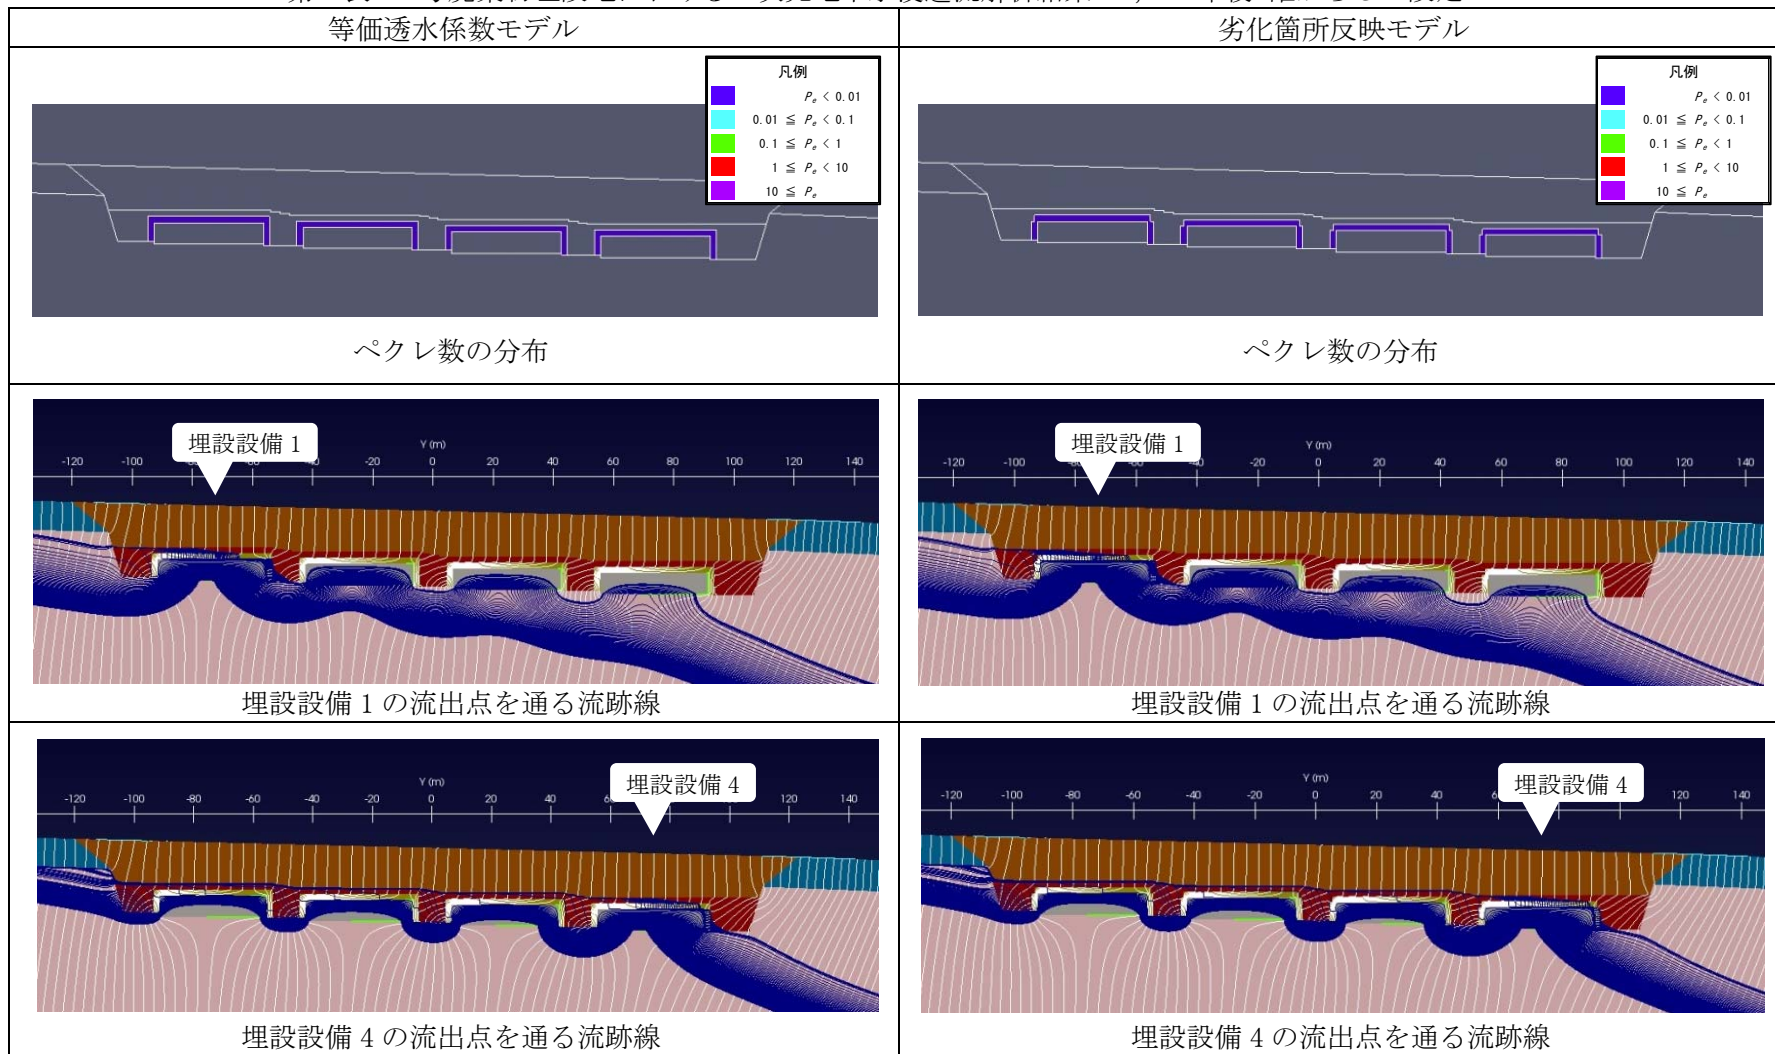 等価透水係数モデル
劣化箇所反映モデル
凡例
Pe < 0.01
0.01 ≦ Pe < 0.1
0.1 ≦ Pe < 1
1 ≦ Pe < 10
10 ≦ Pe
凡例
Pe < 0.01
0.01 ≦ Pe < 0.1
0.1 ≦ Pe < 1
1 ≦ Pe < 10
10 ≦ Pe
ペクレ数の分布
ペクレ数の分布
埋設設備 1
Y (m)
-120 -100 -40 -20 0 20 40 60 80 100 120 140
埋設設備 1
Y (m)
-120 -100 -40 -20 0 20 40 60 80 100 120 140
埋設設備 1 の流出点を通る流跡線
埋設設備 1 の流出点を通る流跡線
埋設設備 4
Y (m)
-120 -100 -80 -60 -40 -20 0 20 40 120 140
埋設設備 4
Y (m)
-120 -100 -80 -60 -40 -20 0 20 40 120 140
埋設設備 4 の流出点を通る流跡線
埋設設備 4 の流出点を通る流跡線